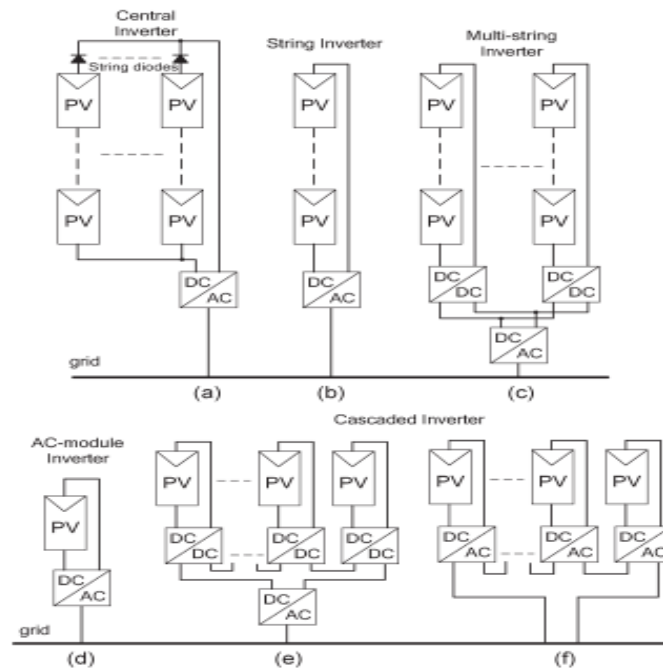 Central
Inverter
String diodes
PV PV
PV PV
DC
AC
(a)
String Inverter
PV
PV
DC
AC
(b)
Multi-string
Inverter
PV PV
PV PV
DC DC
DC DC
DC
AC
(c)
grid
AC-module
Inverter
PV
DC
AC
(d)
Cascaded Inverter
PV PV PV
DC DC DC
DC DC DC
DC
AC
(e)
PV PV PV
DC DC DC
AC AC AC
(f)
grid